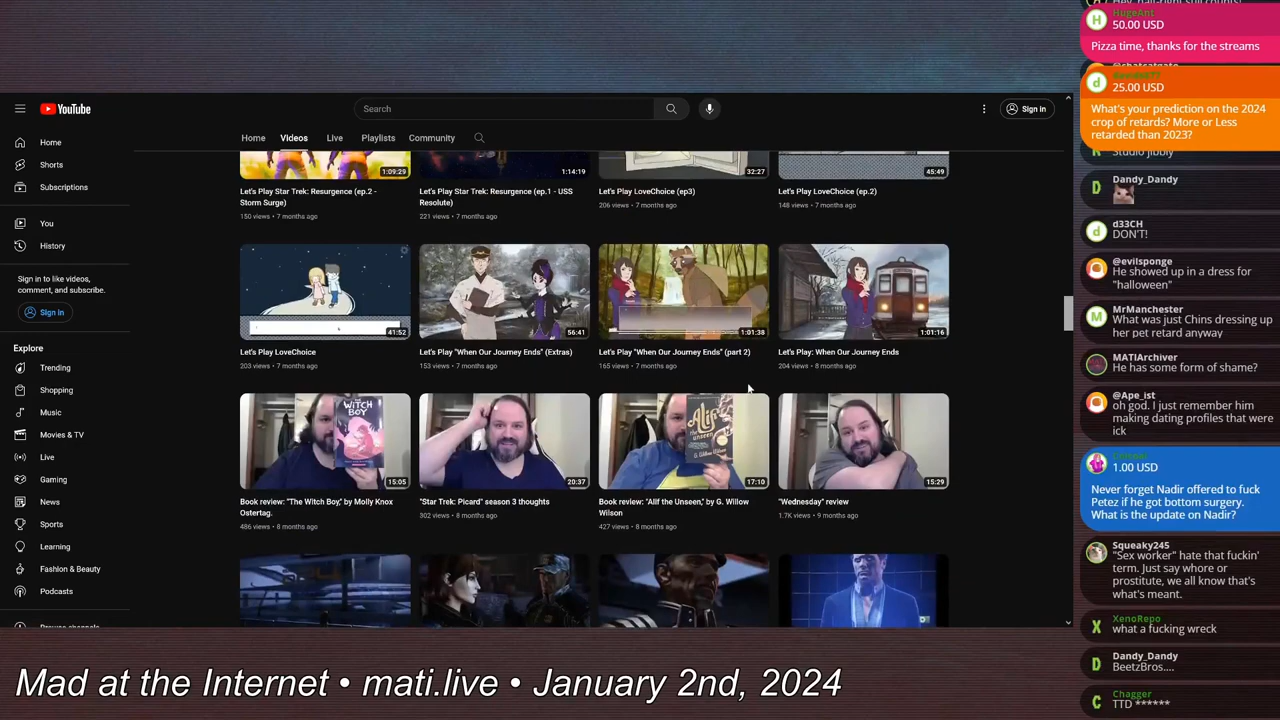 YouTube
Search
Sign in
Home
Videos
Live
Playlists
Community
Home
Shorts
Subscriptions
You
History
Sign in to like videos,
comment, and subscribe.
Sign in
Explore
Trending
Shopping
Music
Movies & TV
Live
Gaming
News
Sports
Learning
Fashion & Beauty
Podcasts
1:09:29
1:14:19
32:27
45:49
Let's Play Star Trek: Resurgence (ep.2 -
Storm Surge)
150 views • 7 months ago
Let's Play Star Trek: Resurgence (ep.1 - USS
Resolute)
221 views • 7 months ago
Let's Play LoveChoice (ep3)
206 views • 7 months ago
Let's Play LoveChoice (ep.2)
148 views • 7 months ago
41:52
56:41
1:01:38
1:01:16
Let's Play LoveChoice
203 views • 7 months ago
Let's Play "When Our Journey Ends" (Extras)
153 views • 7 months ago
Let's Play "When Our Journey Ends" (part 2)
165 views • 7 months ago
Let's Play: When Our Journey Ends
204 views • 8 months ago
THE
WITCH
BOY
15:05
20:37
Alif
the
unseen
17:10
15:29
Book review: "The Witch Boy," by Molly Knox
Ostertag.
486 views • 8 months ago
"Star Trek: Picard" season 3 thoughts
302 views • 8 months ago
Book review: "Alif the Unseen," by G. Willow
Wilson
427 views • 8 months ago
"Wednesday" review
1.7K views • 9 months ago
HugeAnt
50.00 USD
Pizza time, thanks for the streams
25.00 USD
What's your prediction on the 2024
crop of retards? More or Less
retarded than 2023?
Studio Jibbly
Dandy_Dandy
d33CH
DON'T!
@evilsponge
He showed up in a dress for
"halloween"
MrManchester
What was just Chins dressing up
her pet retard anyway
MATIArchiver
He has some form of shame?
@Ape_ist
oh god. I just remember him
making dating profiles that were
ick
1.00 USD
Never forget Nadir offered to fuck
Petez if he got bottom surgery.
What is the update on Nadir?
Squeaky245
"Sex worker" hate that fuckin'
term. Just say whore or
prostitute, we all know that's
what's meant.
XenoRepo
what a fucking wreck
Dandy_Dandy
BeetzBros....
Chagger
TTD ******
Mad at the Internet • mati.live • January 2nd, 2024